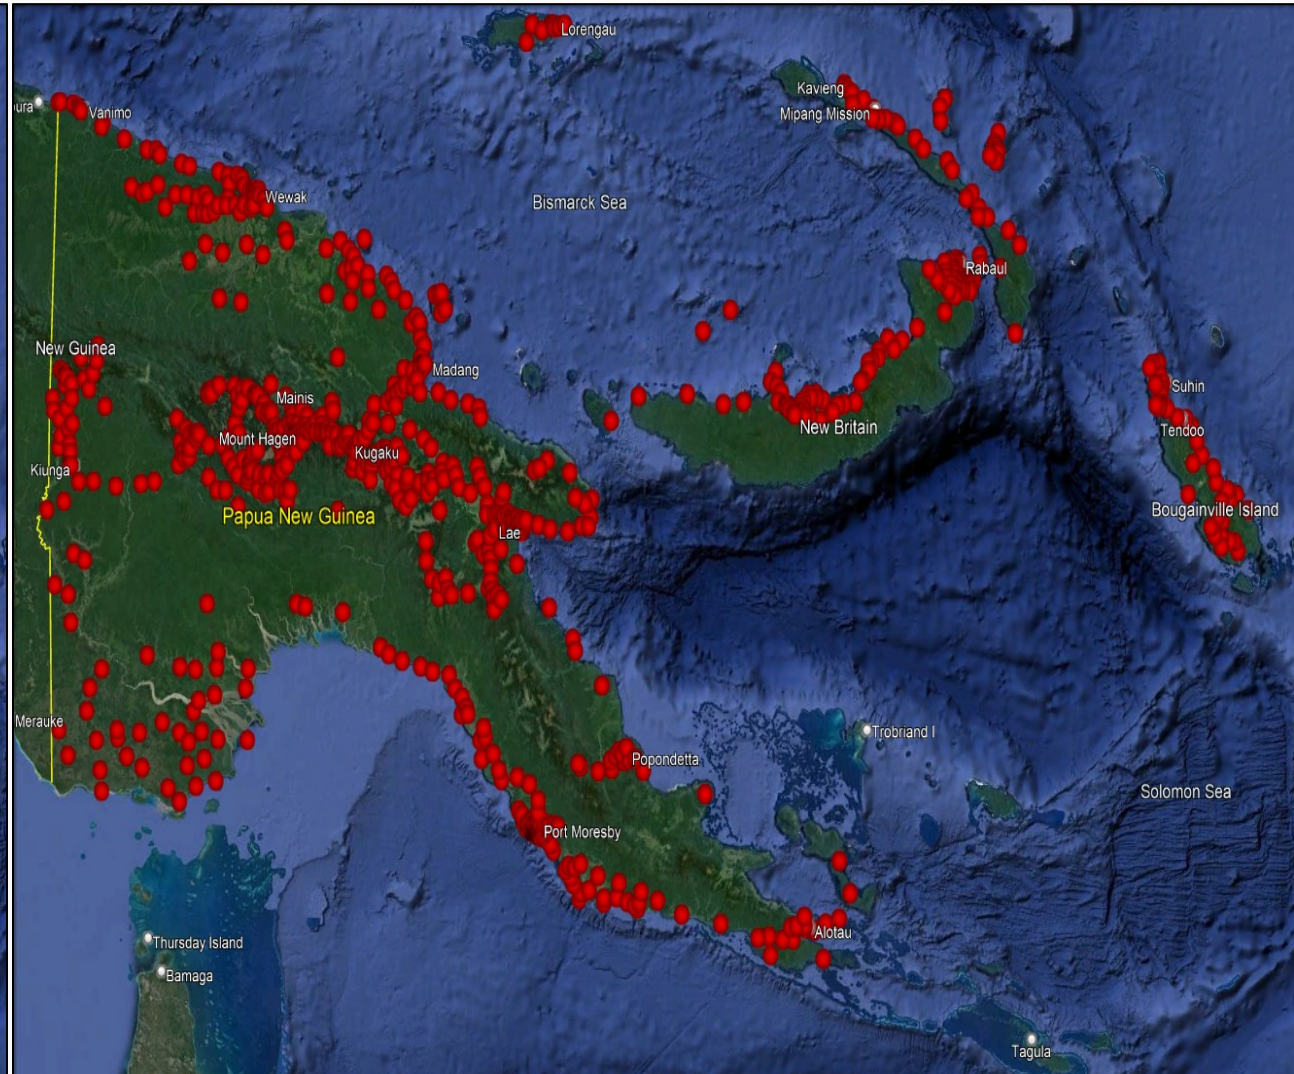 Lorengau
Kavieng
Mipang Mission
ura
Vanimo
Wewak
Bismarck Sea
Rabaul
New Guinea
Madang
Suhin
Mainis
Tendoo
New Britain
Mount Hagen
Kugaku
Kiunga
Bougainville Island
Papua New Guinea
Lae
Merauke
Trobriand I
Popondetta
Solomon Sea
Port Moresby
Alotau
Thursday Island
Bamaga
Tagula